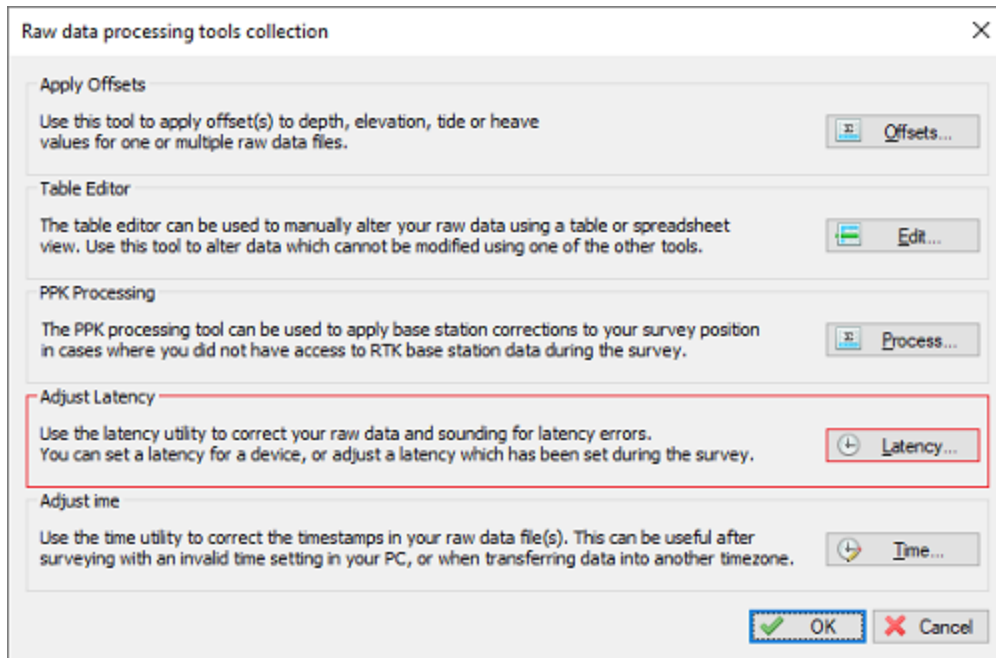 Raw data processing tools collection
Apply Offsets
Use this tool to apply offset(s) to depth, elevation, tide or heave
values for one or multiple raw data files.
Offsets...
Table Editor
The table editor can be used to manually alter your raw data using a table or spreadsheet
view. Use this tool to alter data which cannot be modified using one of the other tools.
Edit...
PPK Processing
The PPK processing tool can be used to apply base station corrections to your survey position
in cases where you did not have access to RTK base station data during the survey.
Process...
Adjust Latency
Use the latency utility to correct your raw data and sounding for latency errors.
You can set a latency for a device, or adjust a latency which has been set during the survey.
Latency...
Adjust ime
Use the time utility to correct the timestamps in your raw data file(s). This can be useful after
surveying with an invalid time setting in your PC, or when transferring data into another timezone.
Time...
OK
Cancel